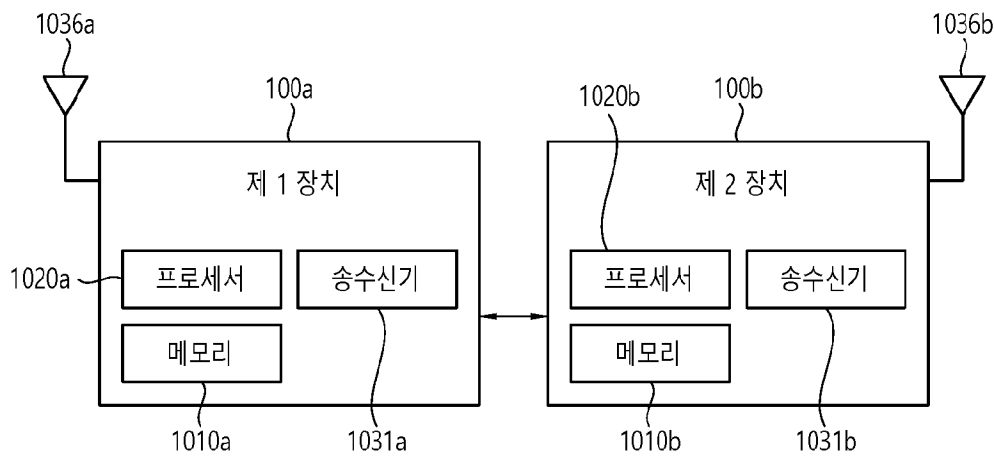 1036a
1036b
100a
1020b
100b
제 1 장치
제 2 장치
1020a
프로세서
송수신기
프로세서
송수신기
메모리
메모리
1010a
1031a
1010b
1031b